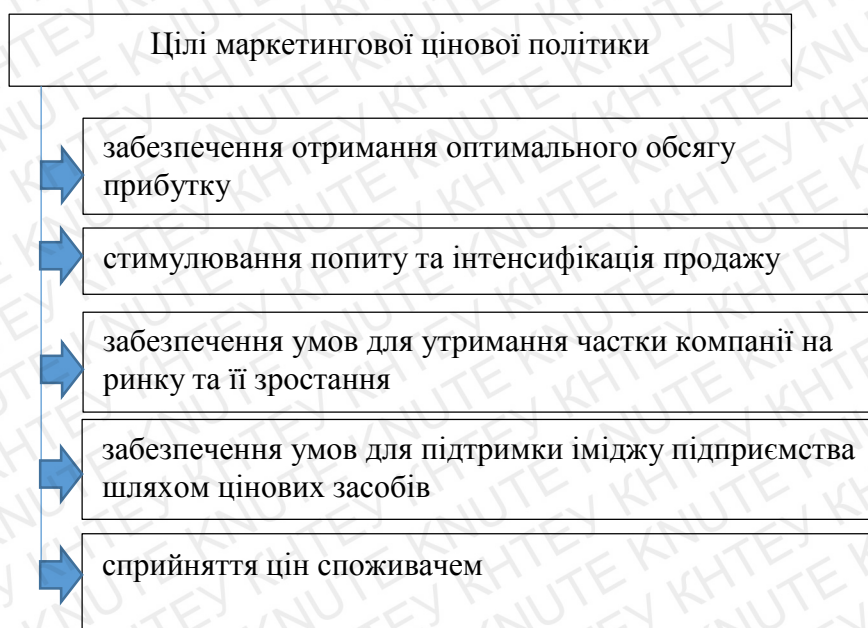 Цілі маркетингової цінової політики
забезпечення отримання оптимального обсягу
прибутку
стимулювання попиту та інтенсифікація продажу
забезпечення умов для утримання частки компанії на
ринку та її зростання
забезпечення умов для підтримки іміджу підприємства
шляхом цінових засобів
сприйняття цін споживачем